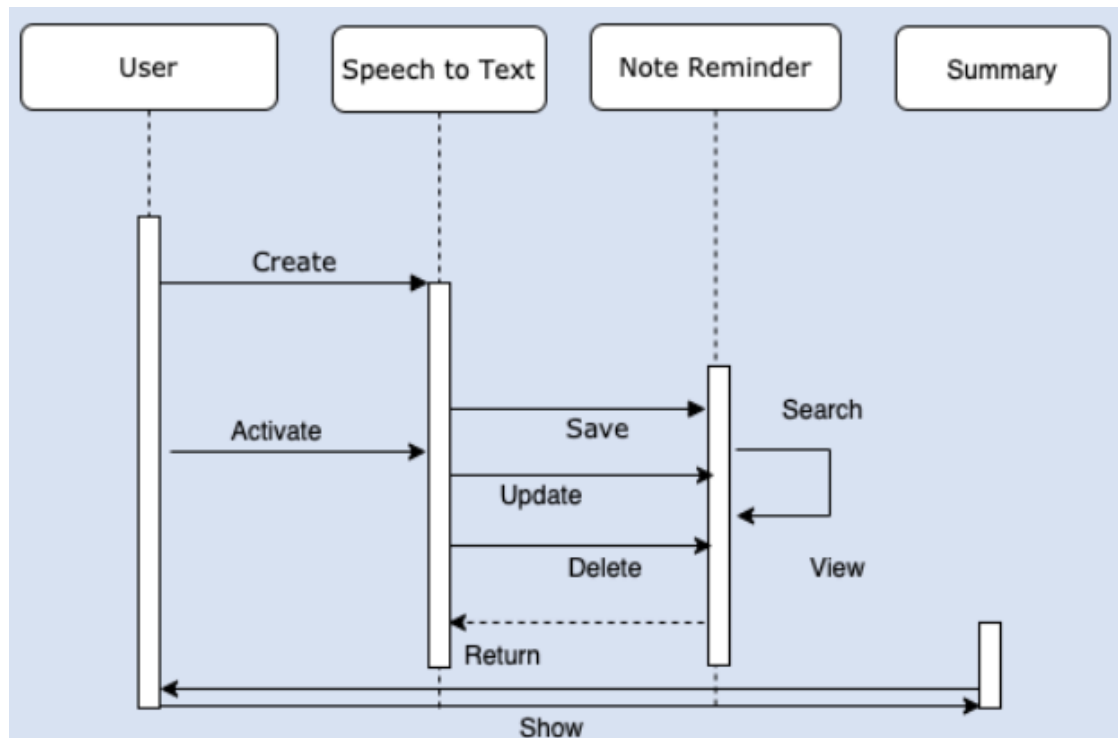 User
Speech to Text
Note Reminder
Summary
Create
Search
Activate
Save
Update
Delete
View
Return
Show